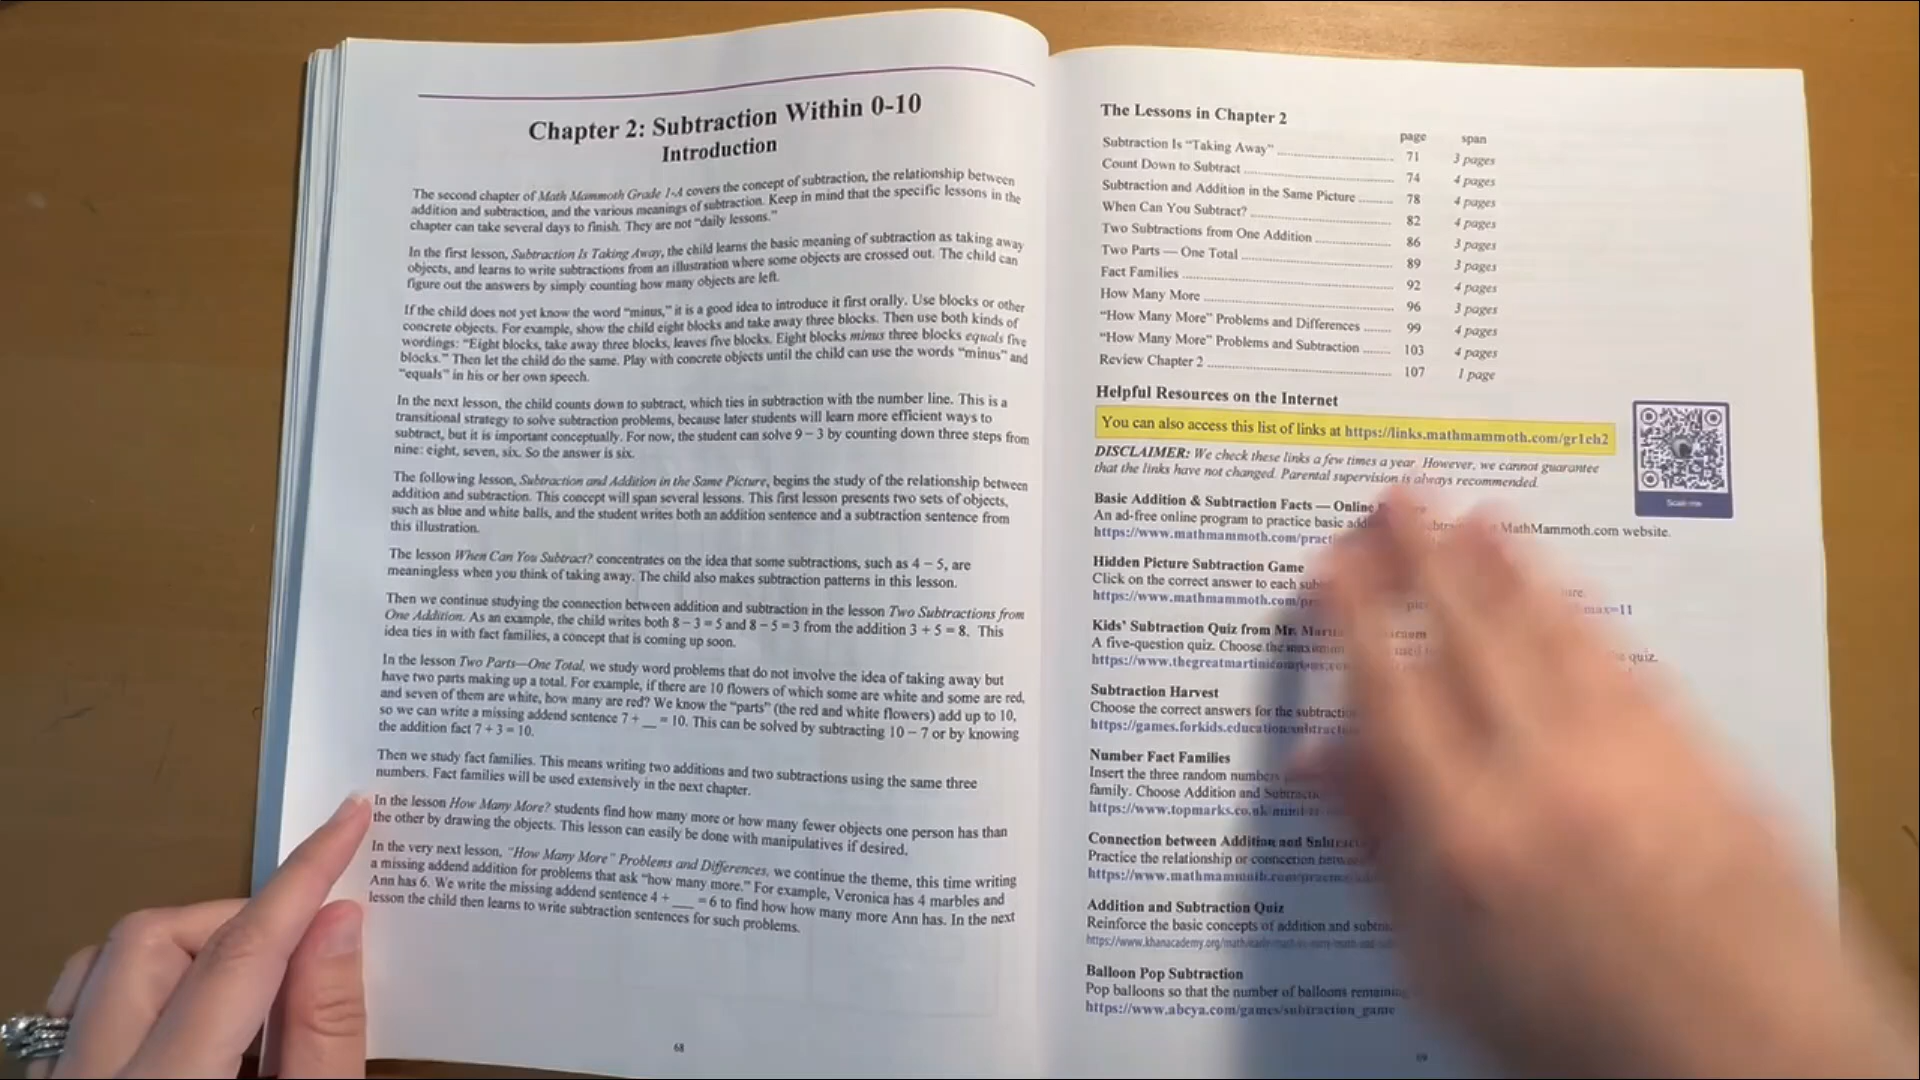 Chapter 2: Subtraction Within 0-10
Introduction
The second chapter of Math Mammoth Grade 1-A covers the concept of subtraction, the relationship between
addition and subtraction, and the various meanings of subtraction. Keep in mind that the specific lessons in the
chapter can take several days to finish. They are not “daily lessons.”
In the first lesson, Subtraction Is Taking Away, the child learns the basic meaning of subtraction as taking away
objects, and learns to write subtractions from an illustration where some objects are crossed out. The child can
figure out the answers by simply counting how many objects are left.
If the child does not yet know the word “minus,” it is a good idea to introduce it first orally. Use blocks or other
concrete objects. For example, show the child eight blocks and take away three blocks. Then use both kinds of
wordings: “Eight blocks, take away three blocks, leaves five blocks. Eight blocks minus three blocks equals five
blocks.” Then let the child do the same. Play with concrete objects until the child can use the words “minus” and
“equals” in his or her own speech.
In the next lesson, the child counts down to subtract, which ties in subtraction with the number line. This is a
transitional strategy to solve subtraction problems, because later students will learn more efficient ways to
subtract, but it is important conceptually. For now, the student can solve 9 – 3 by counting down three steps from
nine: eight, seven, six. So the answer is six.
The following lesson, Subtraction and Addition in the Same Picture, begins the study of the relationship between
addition and subtraction. This concept will span several lessons. This first lesson presents two sets of objects,
such as blue and white balls, and the student writes both an addition sentence and a subtraction sentence from
this illustration.
The lesson When Can You Subtract? concentrates on the idea that some subtractions, such as 4 – 5, are
meaningless when you think of taking away. The child also makes subtraction patterns in this lesson.
Then we continue studying the connection between addition and subtraction in the lesson Two Subtractions from
One Addition. As an example, the child writes both 8 – 3 = 5 and 8 – 5 = 3 from the addition 3 + 5 = 8. This
idea ties in with fact families, a concept that is coming up soon.
In the lesson Two Parts—One Total, we study word problems that do not involve the idea of taking away but
have two parts making up a total. For example, if there are 10 flowers of which some are white and some are red,
and seven of them are white, how many are red? We know the “parts” (the red and white flowers) add up to 10,
so we can write a missing addend sentence 7 + __ = 10. This can be solved by subtracting 10 – 7 or by knowing
the addition fact 7 + 3 = 10.
Then we study fact families. This means writing two additions and two subtractions using the same three
numbers. Fact families will be used extensively in the next chapter.
In the lesson How Many More? students find how many more or how many fewer objects one person has than
the other by drawing the objects. This lesson can easily be done with manipulatives if desired.
In the very next lesson, “How Many More” Problems and Differences, we continue the theme, this time writing
a missing addend addition for problems that ask “how many more.” For example, Veronica has 4 marbles and
Ann has 6. We write the missing addend sentence 4 + ___ = 6 to find how how many more Ann has. In the next
lesson the child then learns to write subtraction sentences for such problems.
68
The Lessons in Chapter 2
page span
Subtraction Is “Taking Away” 71 3 pages
Count Down to Subtract 74 4 pages
Subtraction and Addition in the Same Picture 78 4 pages
When Can You Subtract? 82 4 pages
Two Subtractions from One Addition 86 3 pages
Two Parts — One Total 89 3 pages
Fact Families 92 4 pages
How Many More 96 3 pages
“How Many More” Problems and Differences 99 4 pages
“How Many More” Problems and Subtraction 103 4 pages
Review Chapter 2 107 1 page
Helpful Resources on the Internet
You can also access this list of links at https://links.mathmammoth.com/gr1ch2
Scan me
DISCLAIMER: We check these links a few times a year. However, we cannot guarantee
that the links have not changed. Parental supervision is always recommended.
Basic Addition & Subtraction Facts — Online
An ad-free online program to practice basic MathMammoth.com website.
https://www.mathmammoth.com/
Hidden Picture Subtraction Game
Click on the correct answer to each
https://www.mathmammoth.com/ max=11
Kids’ Subtraction Quiz from Mr.
A five-question quiz. Choose the quiz.
Subtraction Harvest
Choose the correct answers for the
https://games.forkids.education/
Number Fact Families
Insert the three random numbers
family. Choose Addition and
https://www.topmarks.co.uk/
Connection between Addition and
Practice the relationship or connection
https://www.mathmammoth.com/
Addition and Subtraction Quiz
Reinforce the basic concepts of addition and
https://www.khanacademy.org/math/
Balloon Pop Subtraction
Pop balloons so that the number of balloons
https://www.abcya.com/games/subtraction_game
69